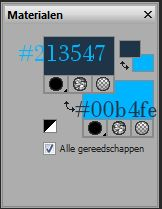 Materialen
#213547
#00b4fe
Alle gereedschappen